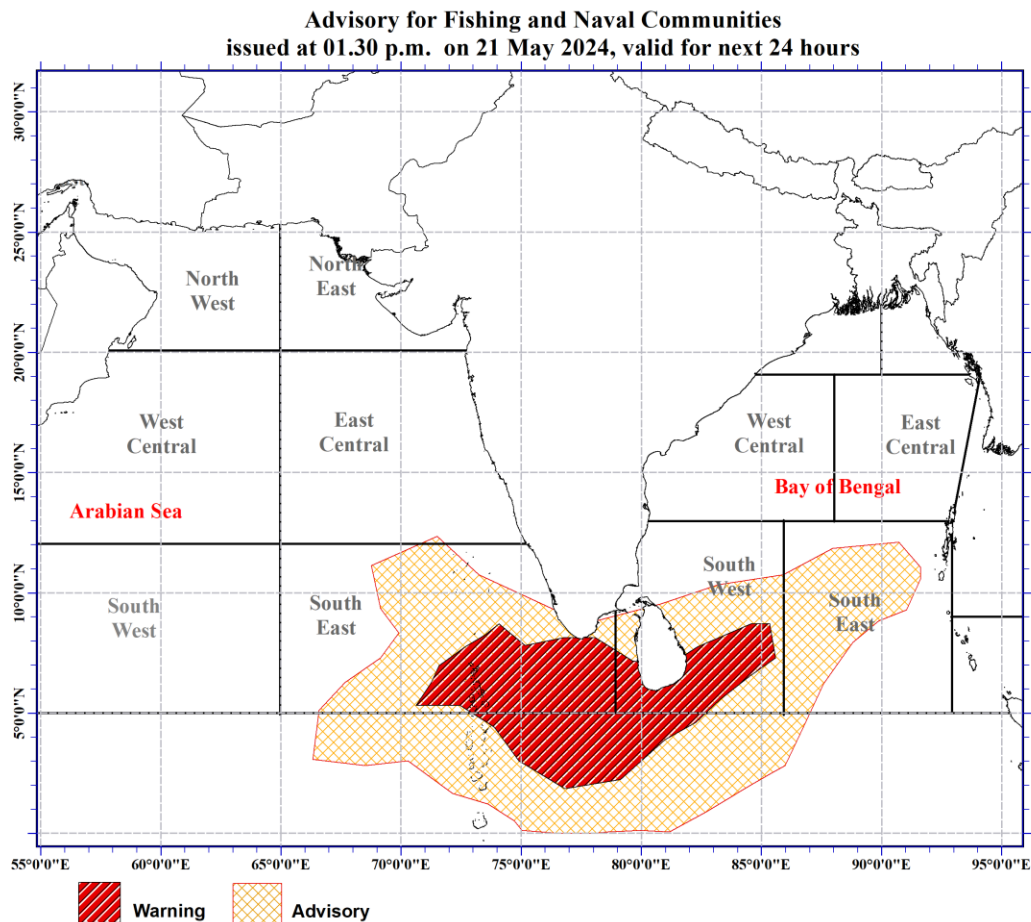 Advisory for Fishing and Naval Communities
issued at 01.30 p.m. on 21 May 2024, valid for next 24 hours
30°0'0"N
25°0'0"N
20°0'0"N
15°0'0"N
10°0'0"N
5°0'0"N
North
West
North
East
West
Central
East
Central
West
Central
East
Central
Arabian Sea
Bay of Bengal
South
West
South
East
South
West
South
East
55°0'0"E
60°0'0"E
65°0'0"E
70°0'0"E
75°0'0"E
80°0'0"E
85°0'0"E
90°0'0"E
95°0'0"E
Warning
Advisory